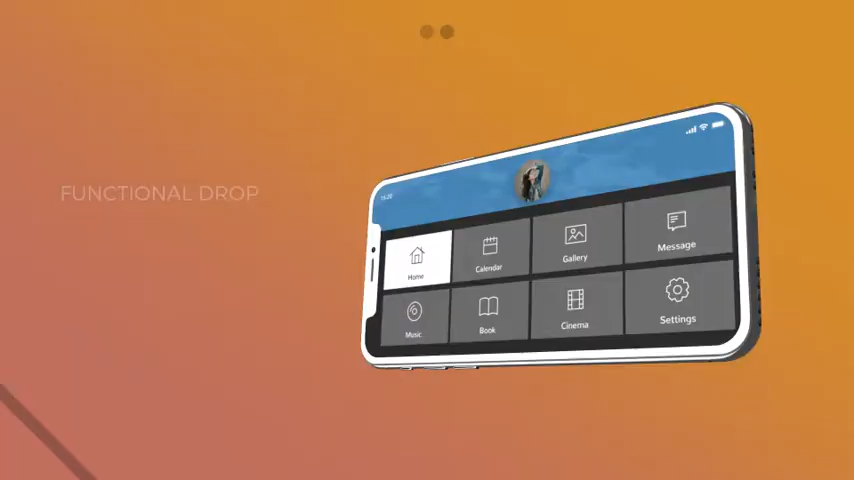 FUNCTIONAL DROP
Home
Calendar
Gallery
Message
Music
Book
Cinema
Settings